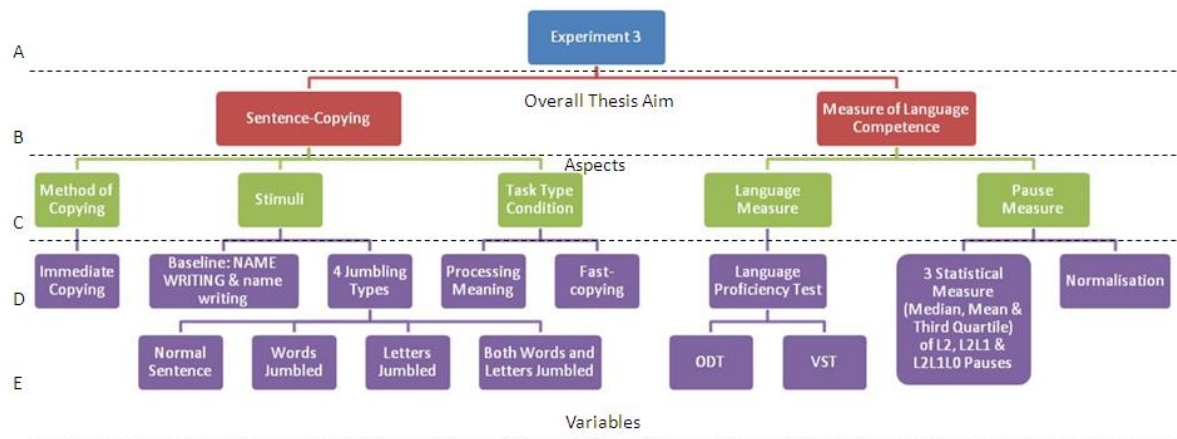 A
Experiment 3
Overall Thesis Aim
B
Sentence-Copying
Measure of Language
Competence
Aspects
C
Method of
Copying
Stimuli
Task Type
Condition
Language
Measure
Pause
Measure
D
Immediate
Copying
Baseline: NAME
WRITING & name
writing
4 Jumbling
Types
Processing
Meaning
Fast-
copying
Language
Proficiency Test
3 Statistical
Measure
(Median, Mean &
Third Quartile)
of L2, L2L1 &
L2L1L0 Pauses
Normalisation
E
Normal
Sentence
Words
Jumbled
Letters
Jumbled
Both Words and
Letters Jumbled
ODT
VST
Variables